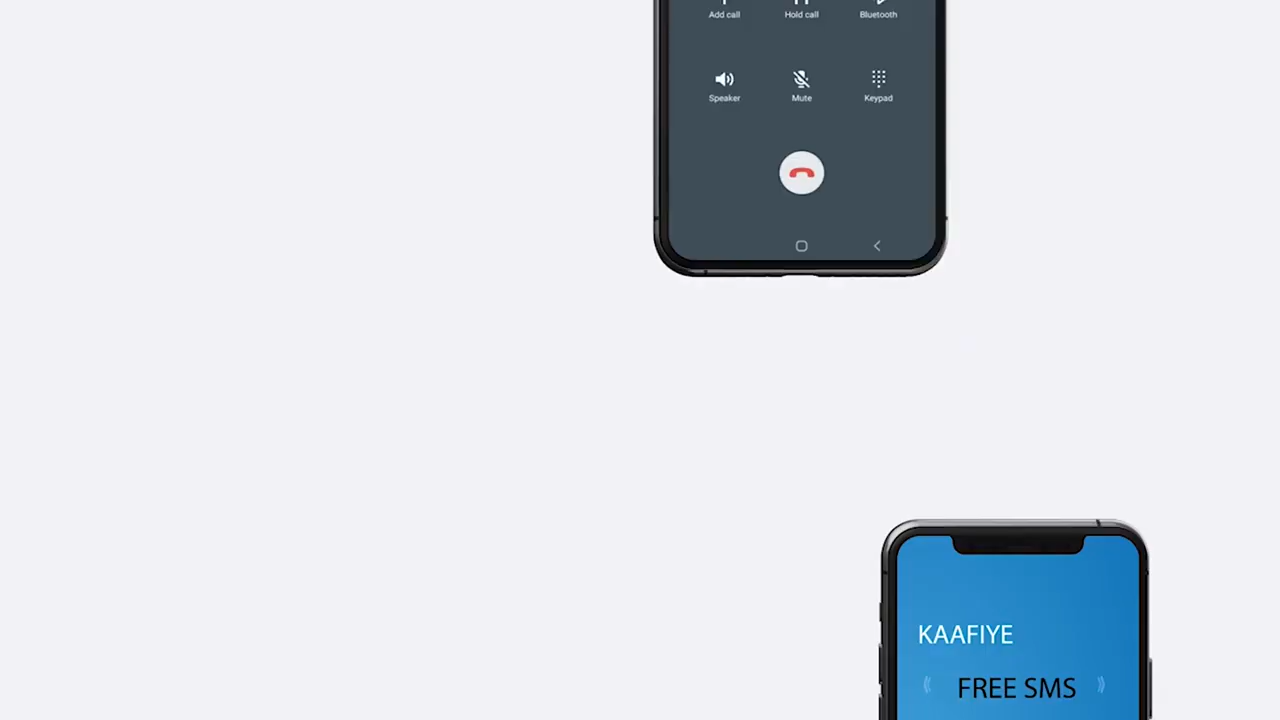 Add call Hold call Bluetooth
Speaker Mute Keypad
KAAFIYE
FREE SMS